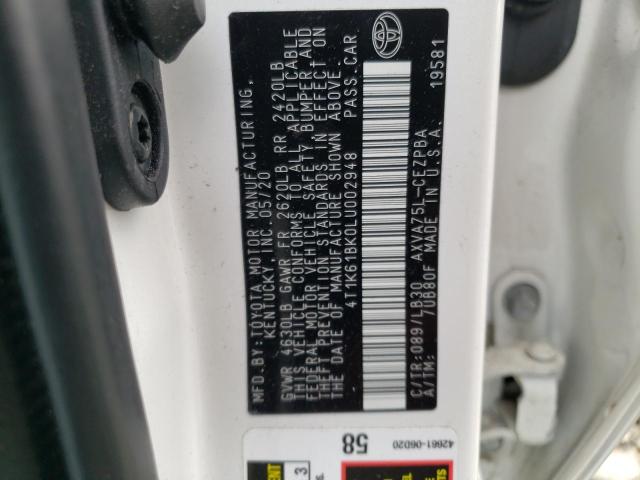 MFD.BY: TOYOTA MOTOR MANUFACTURING,
KENTUCKY, INC. 05/20
GVWR 4630LB GAWR FR 2620LB RR 2420LB
THIS VEHICLE CONFORMS TO ALL APPLICABLE
FEDERAL MOTOR VEHICLE SAFETY, BUMPER AND
THEFT PREVENTION STANDARDS IN EFFECT ON
THE DATE OF MANUFACTURE SHOWN ABOVE.
4T1K61BK0LU002948 PASS.CAR
C/TR:089/LB30 AXVA75L-CEZPBA
A/TM: 7UB80F MADE IN U.S.A. 19581
58
42661-06D20
3